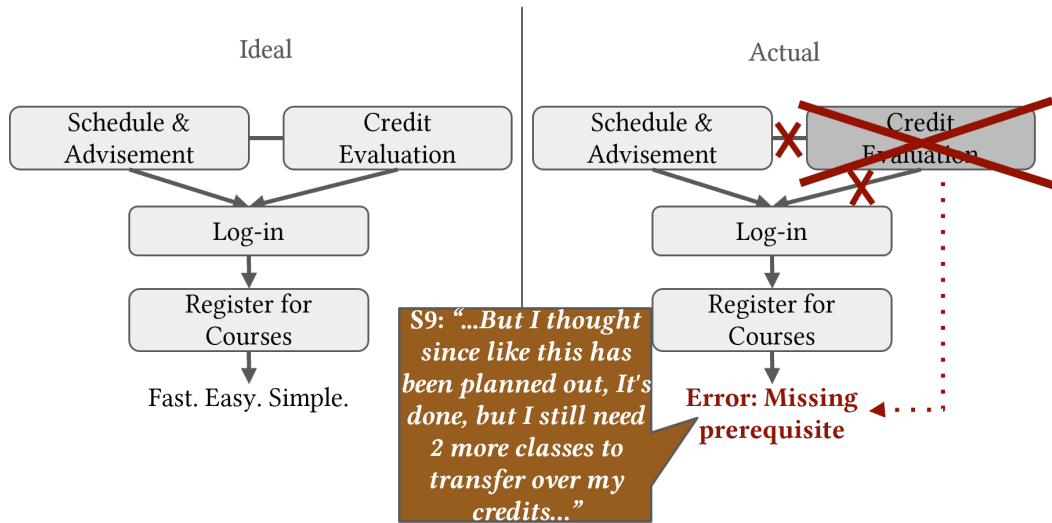 Ideal
Schedule &
Advisement
Credit
Evaluation
Log-in
Register for
Courses
Fast. Easy. Simple.
Actual
Schedule &
Advisement
Credit
Evaluation
Log-in
Register for
Courses
Error: Missing
prerequisite
S9: “...But I thought
since like this has
been planned out, It's
done, but I still need
2 more classes to
transfer over my
credits...”